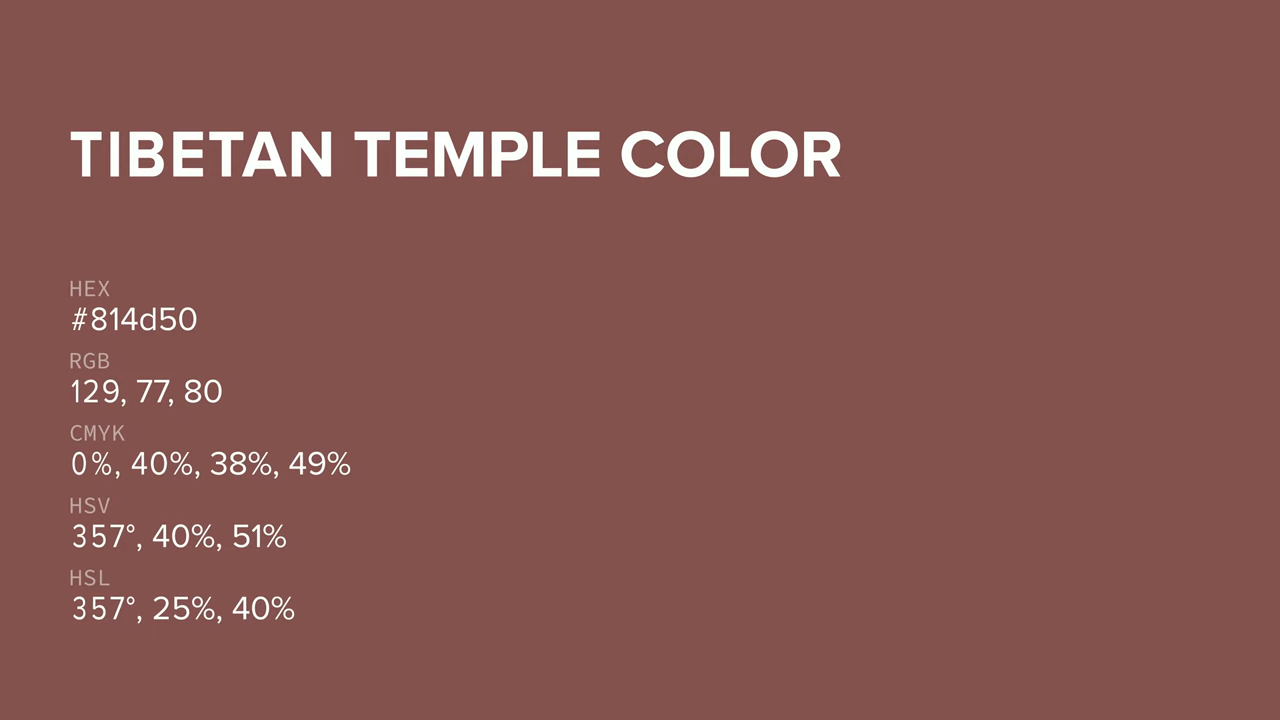 TIBETAN TEMPLE COLOR
HEX
#814d50
RGB
129, 77, 80
CMYK
0%, 40%, 38%, 49%
HSV
357°, 40%, 51%
HSL
357°, 25%, 40%